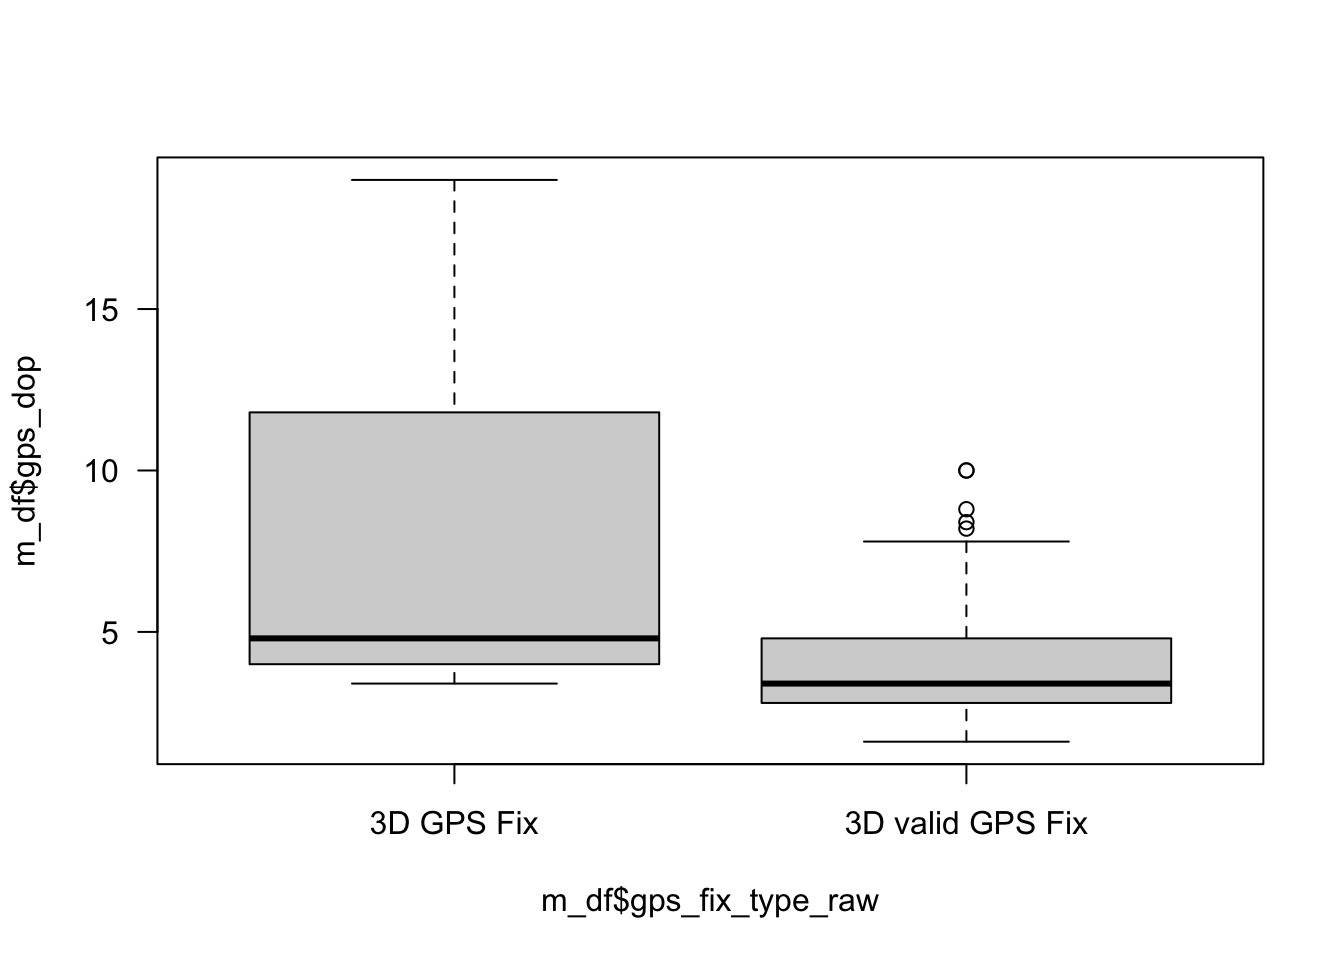 m_df$gps_dop
15
10
5
3D GPS Fix
3D valid GPS Fix
m_df$gps_fix_type_raw